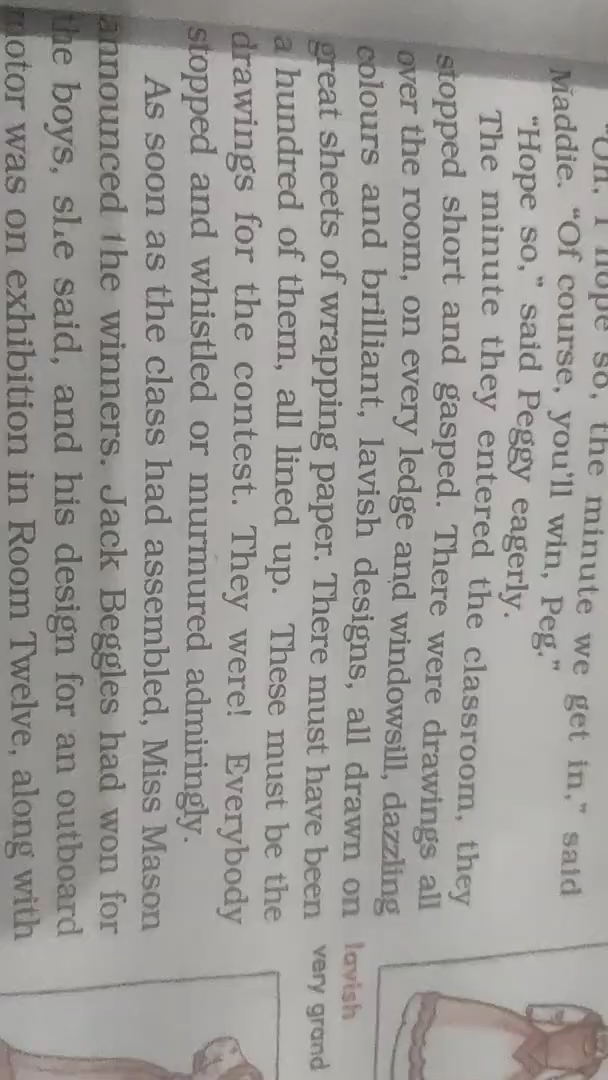 "Oh, I hope so, the minute we get in," said
Maddie. "Of course, you'll win, Peg."
"Hope so," said Peggy eagerly.
The minute they entered the classroom, they
stopped short and gasped. There were drawings all
over the room, on every ledge and windowsill, dazzling
colours and brilliant, lavish designs, all drawn on
great sheets of wrapping paper. There must have been
a hundred of them, all lined up. These must be the
drawings for the contest. They were! Everybody
stopped and whistled or murmured admiringly.
As soon as the class had assembled, Miss Mason
announced the winners. Jack Beggles had won for
the boys, she said, and his design for an outboard
motor was on exhibition in Room Twelve, along with
lavish
very grand